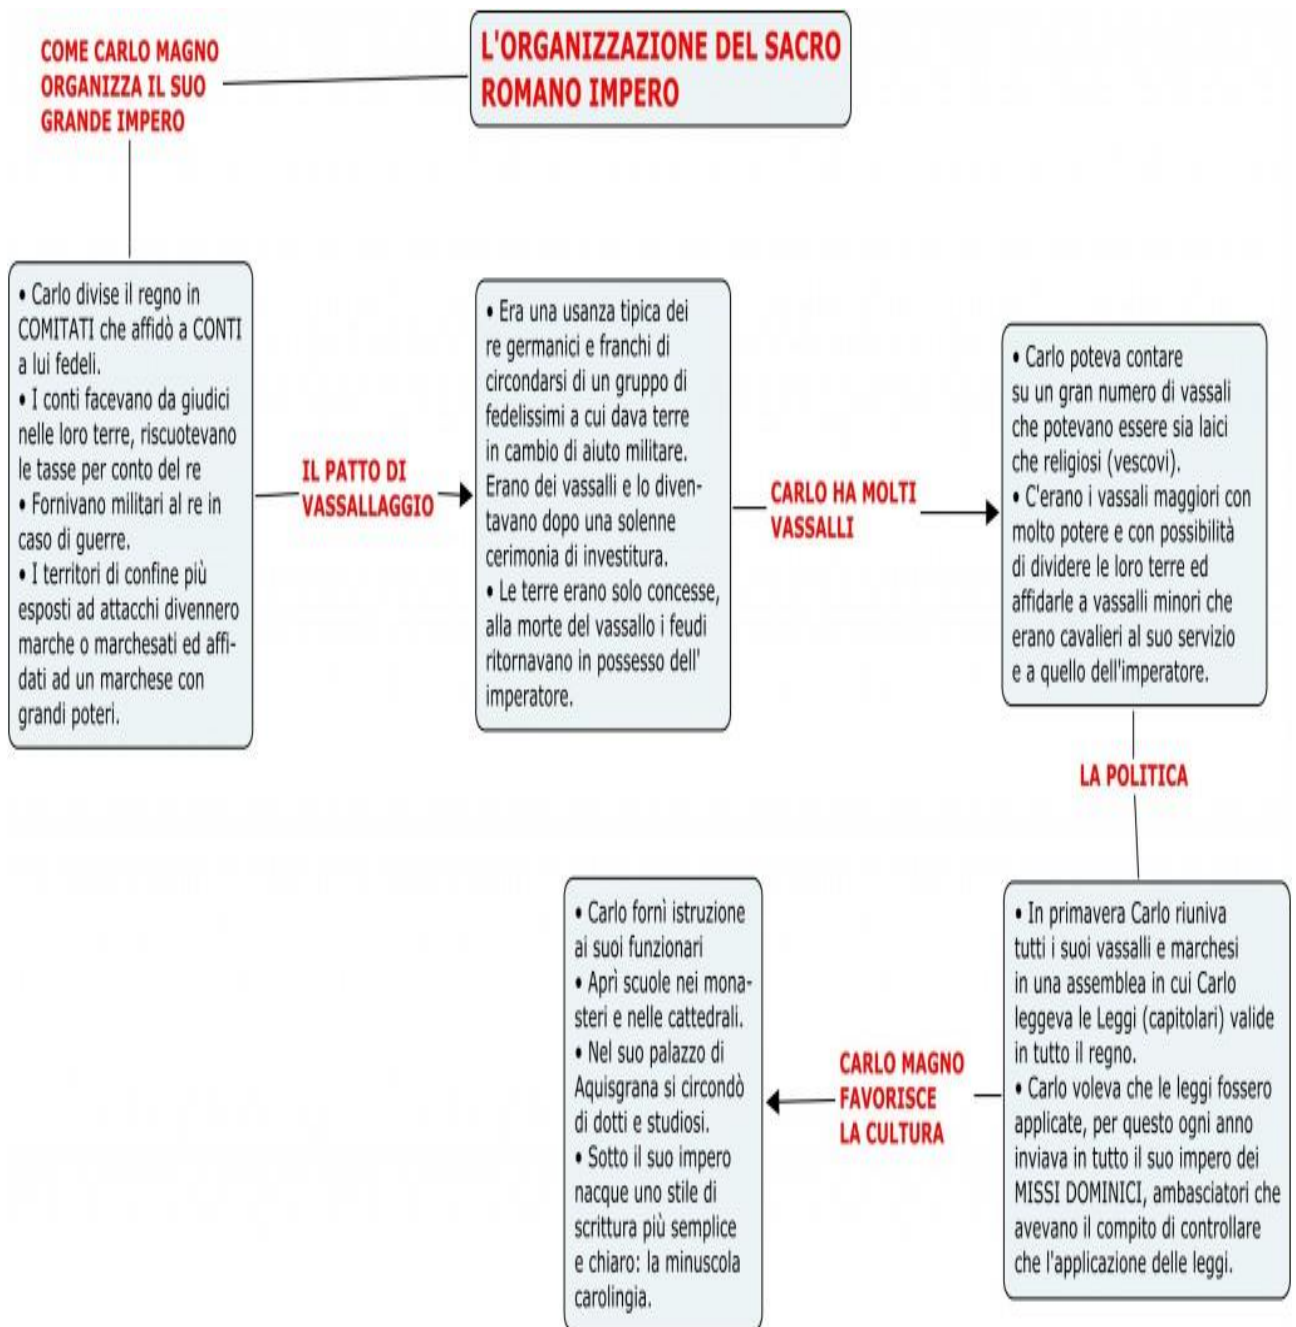 L'ORGANIZZAZIONE DEL SACRO
ROMANO IMPERO
COME CARLO MAGNO
ORGANIZZA IL SUO
GRANDE IMPERO
• Carlo divise il regno in
COMITATI che affidò a CONTI
a lui fedeli.
• I conti facevano da giudici
nelle loro terre, riscuotevano
le tasse per conto del re
• Fornivano militari al re in
caso di guerre.
• I territori di confine più
esposti ad attacchi divennero
marche o marchesati ed affi-
dati ad un marchese con
grandi poteri.
IL PATTO DI
VASSALLAGGIO
• Era una usanza tipica dei
re germanici e franchi di
circondarsi di un gruppo di
fedelissimi a cui dava terre
in cambio di aiuto militare.
Erano dei vassalli e lo diven-
tavano dopo una solenne
cerimonia di investitura.
• Le terre erano solo concesse,
alla morte del vassallo i feudi
ritornavano in possesso dell'
imperatore.
CARLO HA MOLTI
VASSALLI
• Carlo poteva contare
su un gran numero di vassali
che potevano essere sia laici
che religiosi (vescovi).
• C'erano i vassali maggiori con
molto potere e con possibilità
di dividere le loro terre ed
affidarle a vassali minori che
erano cavalieri al suo servizio
e a quello dell'imperatore.
LA POLITICA
• In primavera Carlo riuniva
tutti i suoi vassalli e marchesi
in una assemblea in cui Carlo
leggeva le Leggi (capitolari) valide
in tutto il regno.
• Carlo voleva che le leggi fossero
applicate, per questo ogni anno
inviava in tutto il suo impero dei
MISSI DOMINICI, ambasciatori che
avevano il compito di controllare
che l'applicazione delle leggi.
CARLO MAGNO
FAVORISCE
LA CULTURA
• Carlo fornì istruzione
ai suoi funzionari
• Aprì scuole nei mona-
steri e nelle cattedrali.
• Nel suo palazzo di
Aquisgrana si circondò
di dotti e studiosi.
• Sotto il suo impero
nacque uno stile di
scrittura più semplice
e chiaro: la minuscola
carolingia.